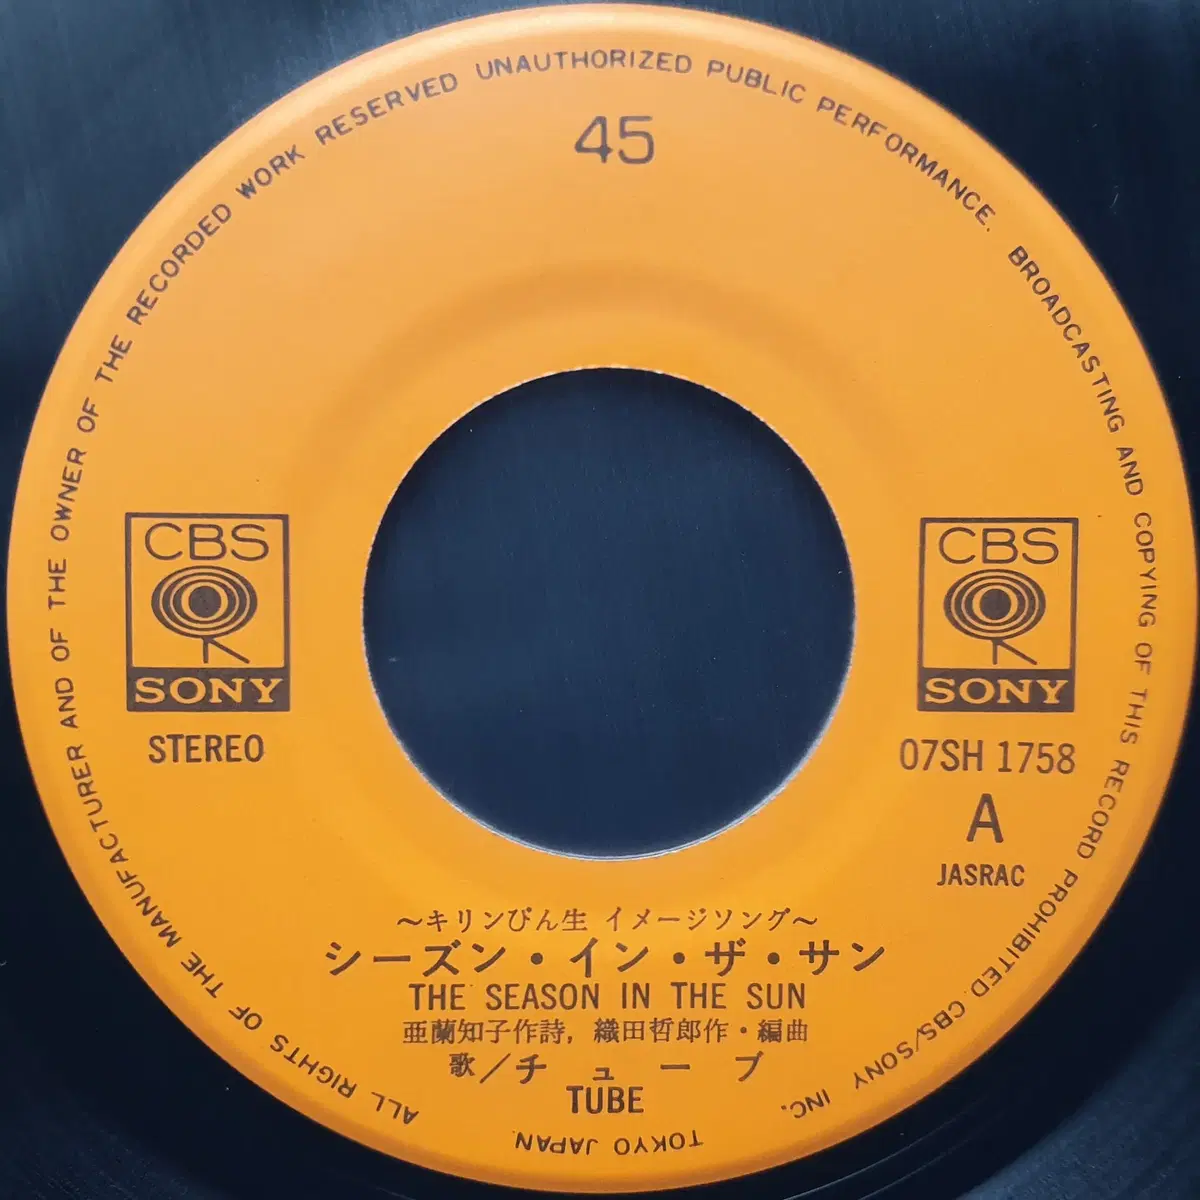 ALL RIGHTS OF THE MANUFACTURER AND OF THE OWNER OF THE RECORDED WORK RESERVED UNAUTHORIZED PUBLIC PERFORMANCE. BROADCASTING AND COPYING OF THIS RECORD PROHIBITED. CBS/SONY INC.
TOKYO JAPAN
45
CBS
SONY
STEREO
CBS
SONY
07SH 1758
A
JASRAC
～キリンびん生 イメージソング～
シーズン・イン・ザ・サン
THE SEASON IN THE SUN
亜蘭知子作詩, 織田哲郎作・編曲
歌／チューブ
TUBE